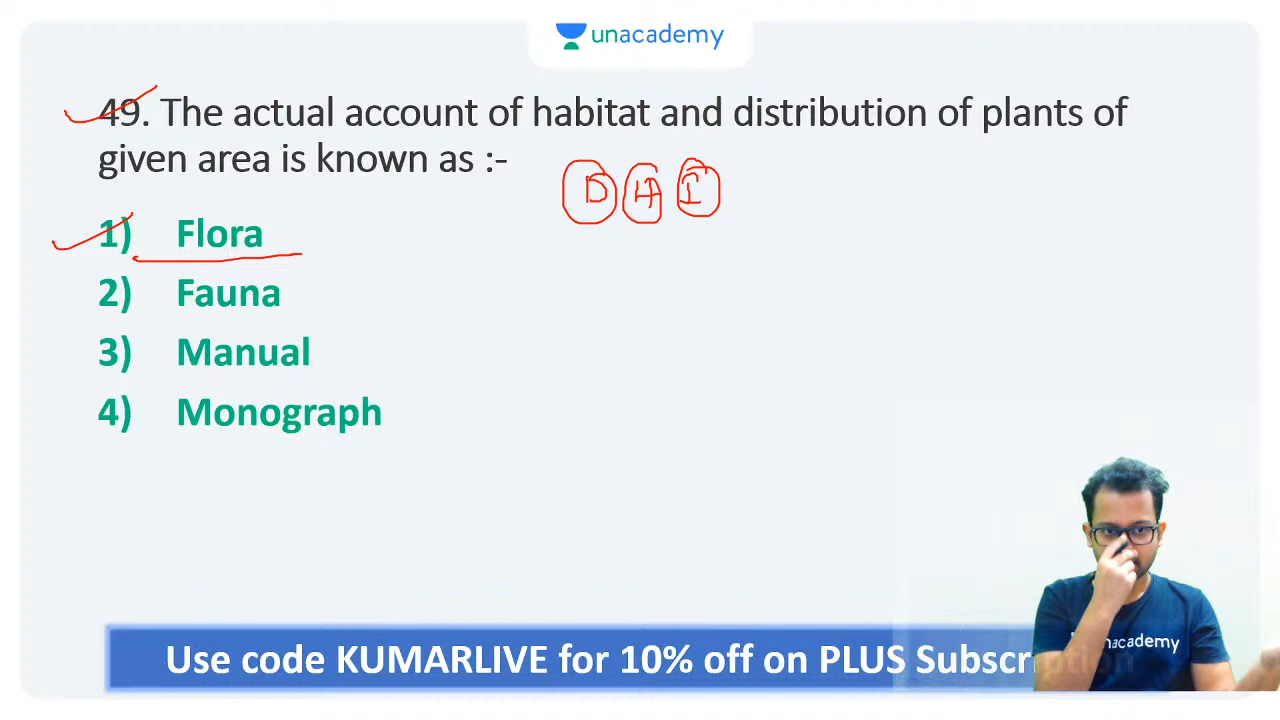 unacademy
49. The actual account of habitat and distribution of plants of
given area is known as :-
D H I
1) Flora
2) Fauna
3) Manual
4) Monograph
unacademy
Use code KUMARLIVE for 10% off on PLUS Subscription